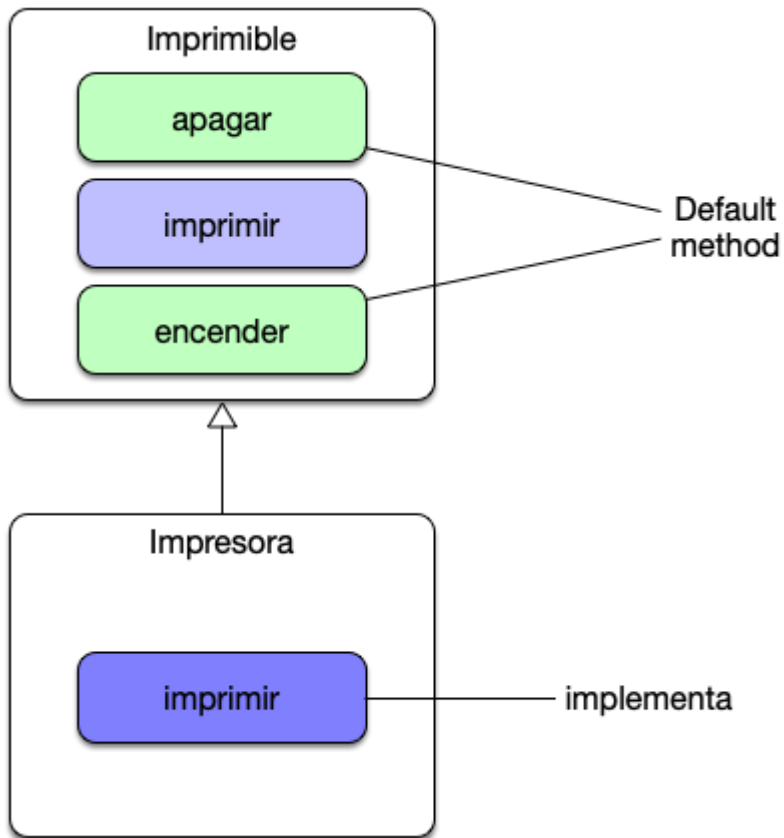 Imprimible
apagar
imprimir
encender
Default
method
Impresora
imprimir
implementa